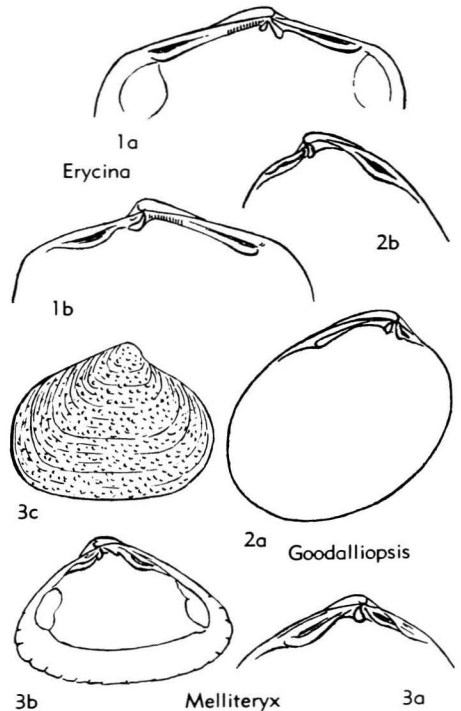 1a
Erycina
2b
1b
3c
2a
Goodalliopsis
3b
Melliteryx
3a